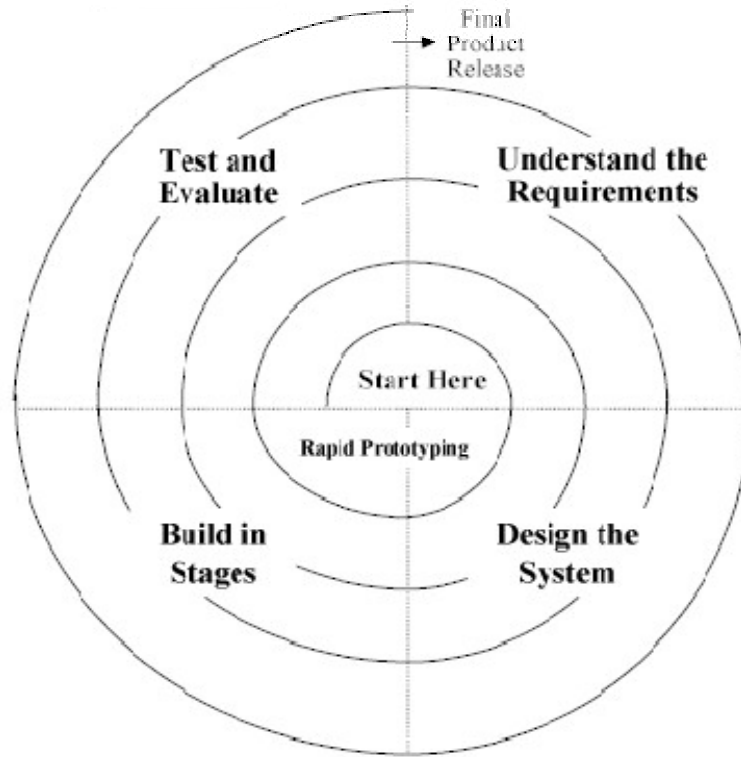 Final
Product
Release
Test and
Evaluate
Understand the
Requirements
Start Here
Rapid Prototyping
Build in
Stages
Design the
System